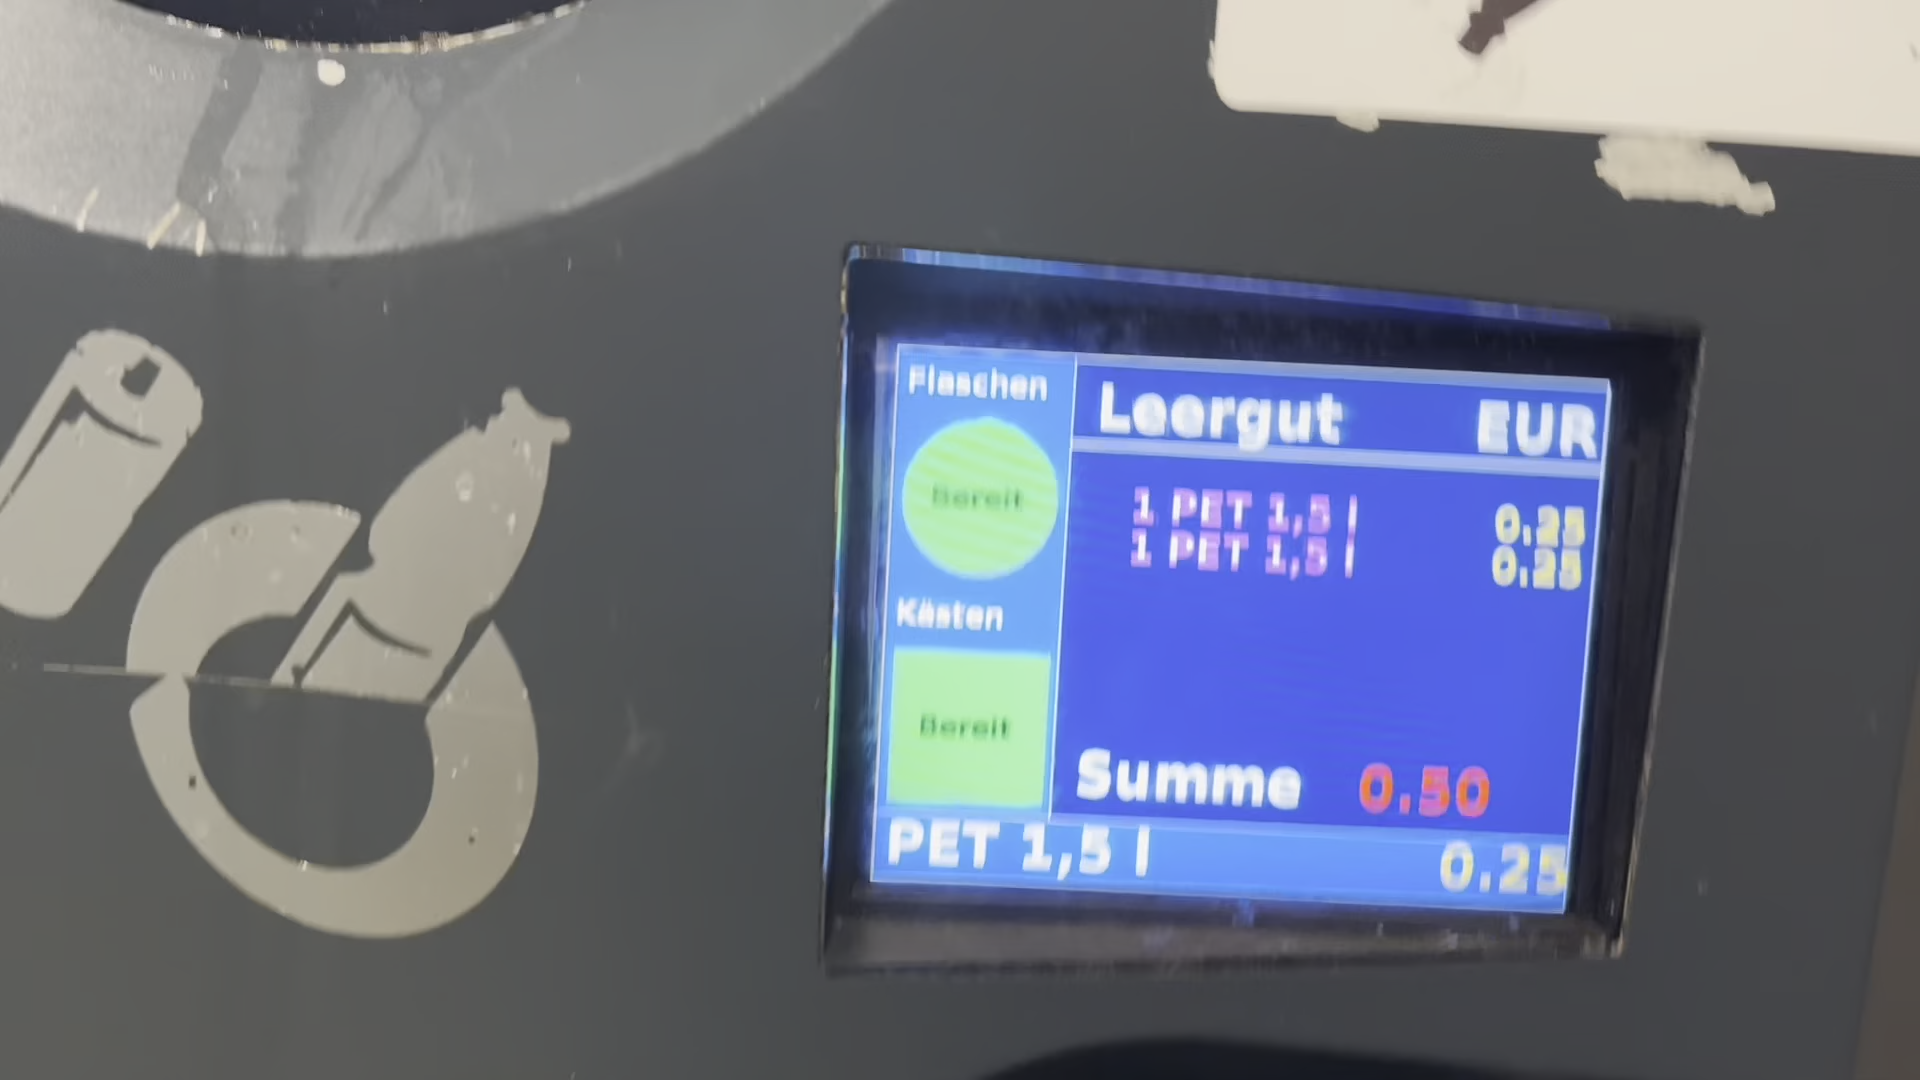 Flaschen
Bereit
Kästen
Bereit
Leergut EUR
1 PET 1,5 l 0.25
1 PET 1,5 l 0.25
Summe 0.50
PET 1,5 l 0.25